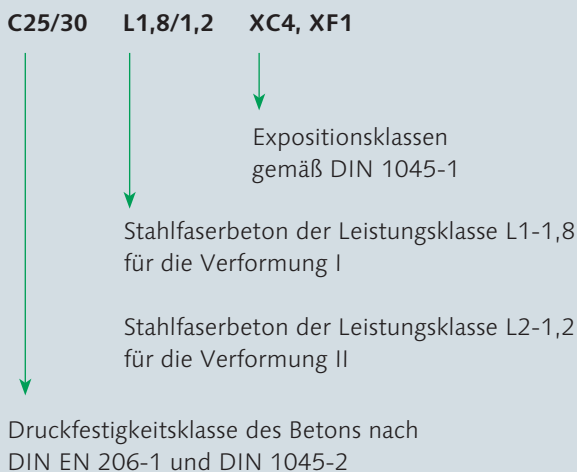 C25/30 L1,8/1,2 XC4, XF1
Expositionsklassen
gemäß DIN 1045-1
Stahlfaserbeton der Leistungsklasse L1-1,8
für die Verformung I
Stahlfaserbeton der Leistungsklasse L2-1,2
für die Verformung II
Druckfestigkeitsklasse des Betons nach
DIN EN 206-1 und DIN 1045-2